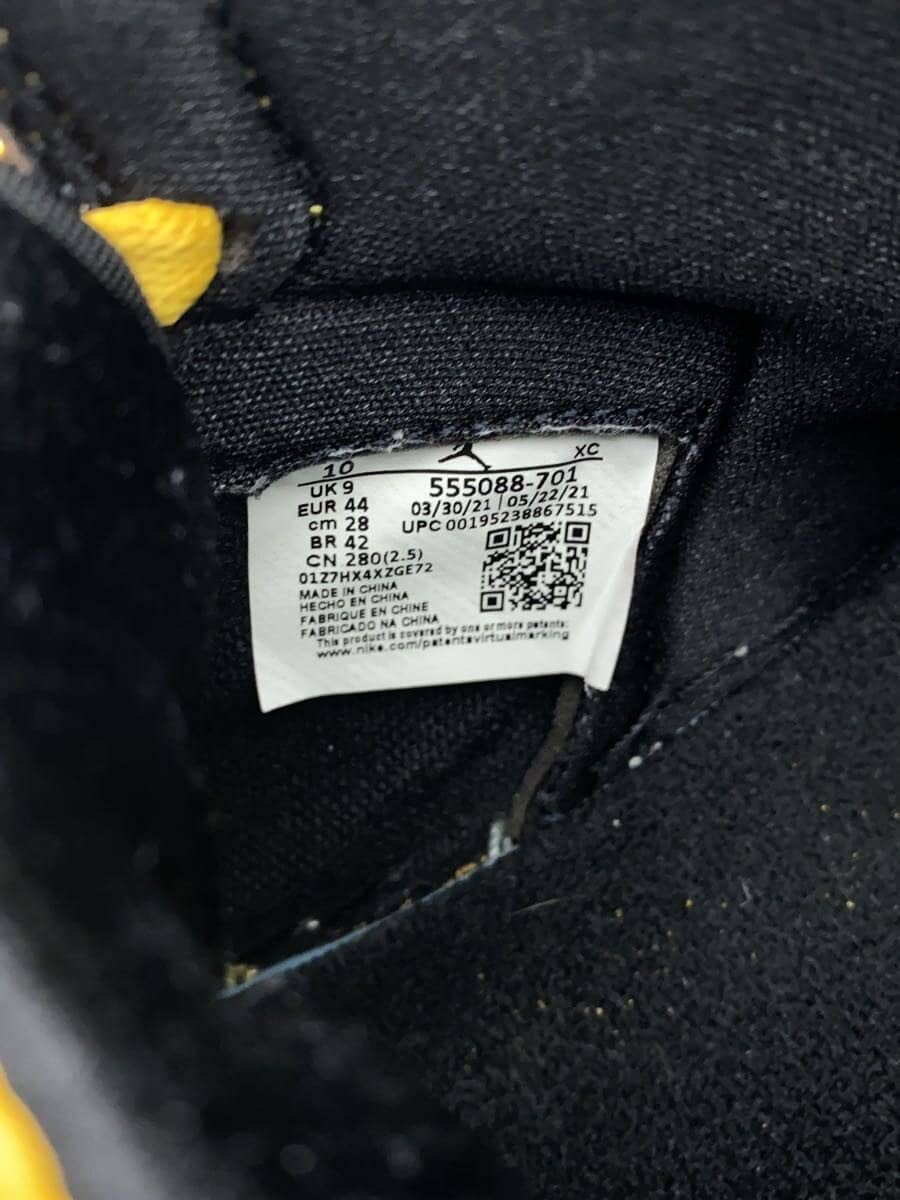 10 XC
UK 9 555088-701
EUR 44 03/30/21 | 05/22/21
cm 28 UPC 00195238867515
BR 42
CN 280(2.5)
01Z7HX4XZGE72
MADE IN CHINA
HECHO EN CHINA
FABRIQUE EN CHINE
FABRICADO NA CHINA
This product is covered by one or more patents:
www.nike.com/patentvirtualmarking